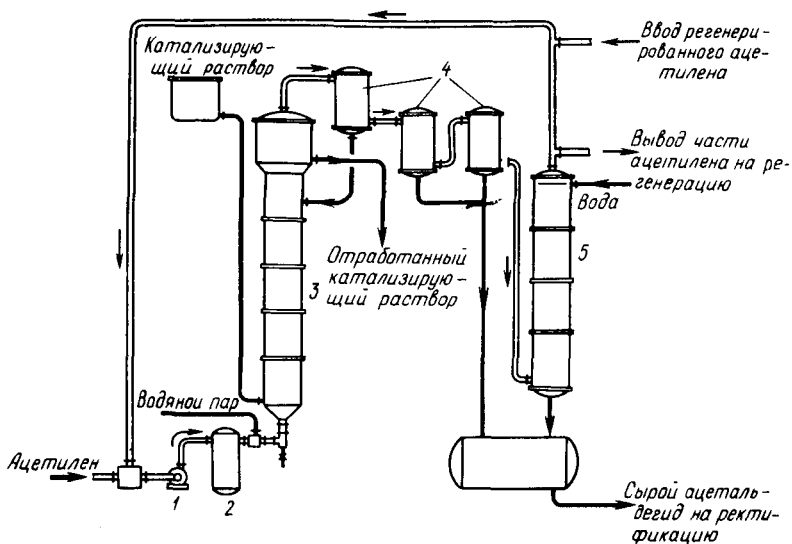 Катализирую-
щий раствор
4
Ввод регенери-
рованного аце-
тилена
Вывод части
ацетилена на ре-
генерацию
Вода
5
Отработанный
катализирую-
щий раствор
3
Водяной пар
Ацетилен
1
2
Сырой ацеталь-
дегид на ректи-
фикацию